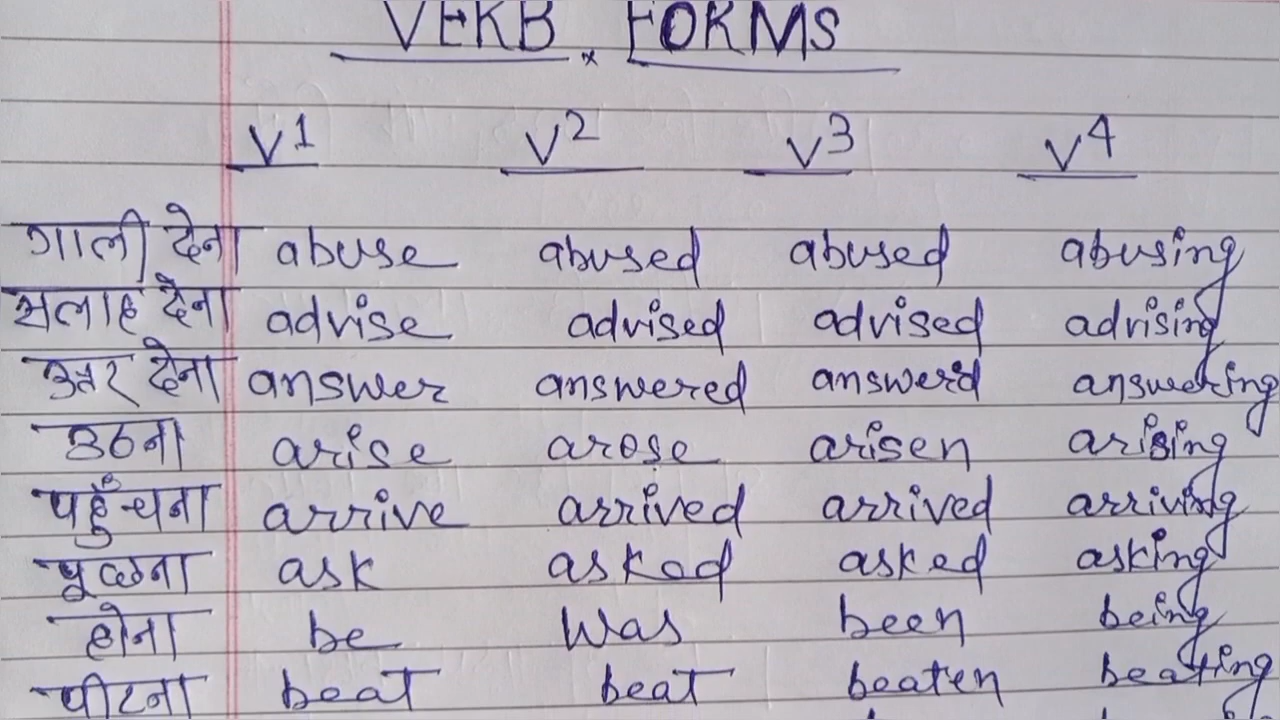 VERB FORMS
V1 V2 V3 V4
गाली देना abuse abused abused abusing
सलाह देना advise advised advised advising
उत्तर देना answer answered answerd answering
उठना arise arose arisen arising
पहुँचना arrive arrived arrived arriving
पूछना ask asked asked asking
होना be was been being
पीटना beat beat beaten beating